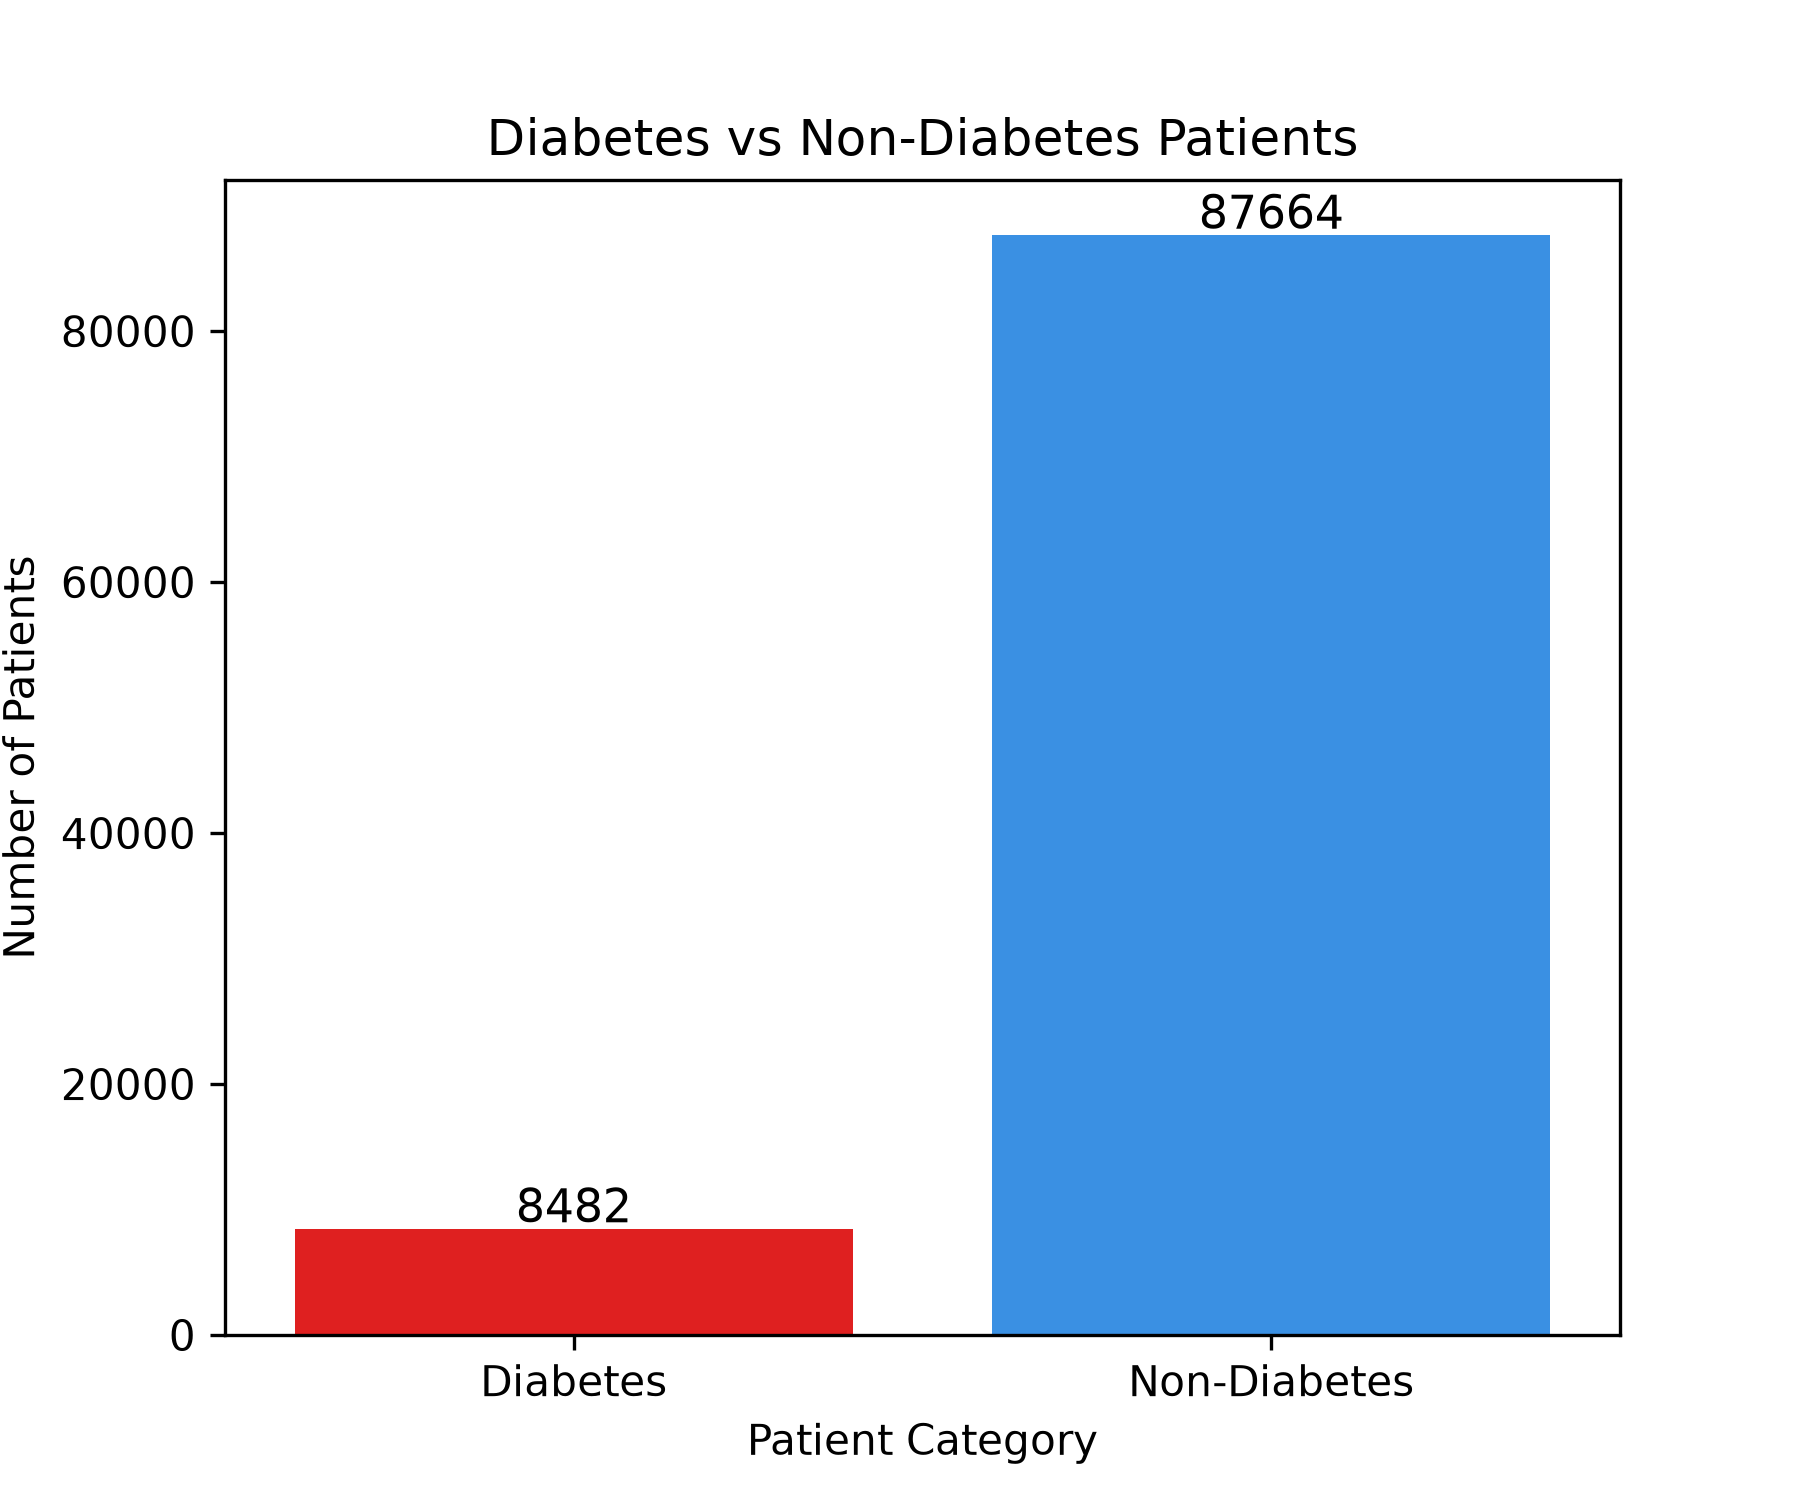 Diabetes vs Non-Diabetes Patients
87664
80000
60000
40000
20000
0
Number of Patients
8482
Diabetes
Non-Diabetes
Patient Category